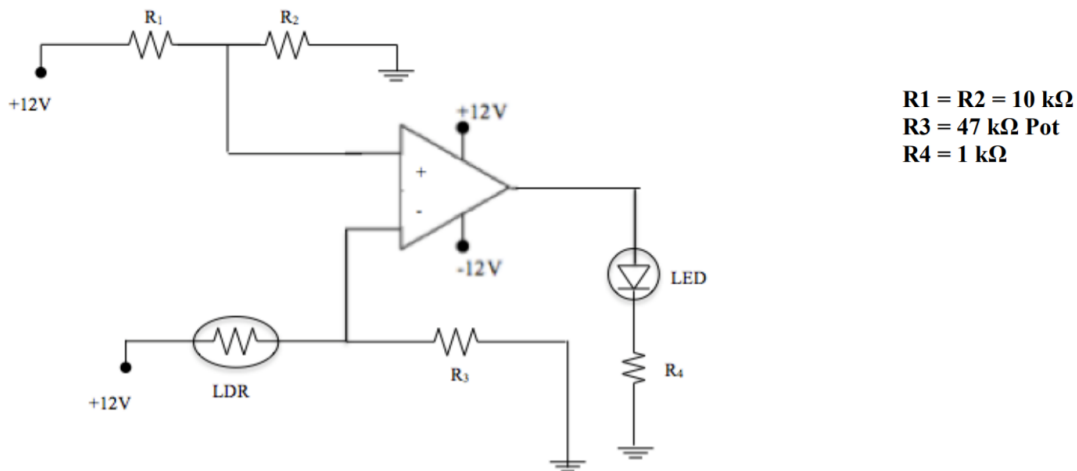 R₁
R₂
+12V
+12V
+
-
-12V
LED
R₄
R₃
LDR
+12V
R1 = R2 = 10 kΩ
R3 = 47 kΩ Pot
R4 = 1 kΩ